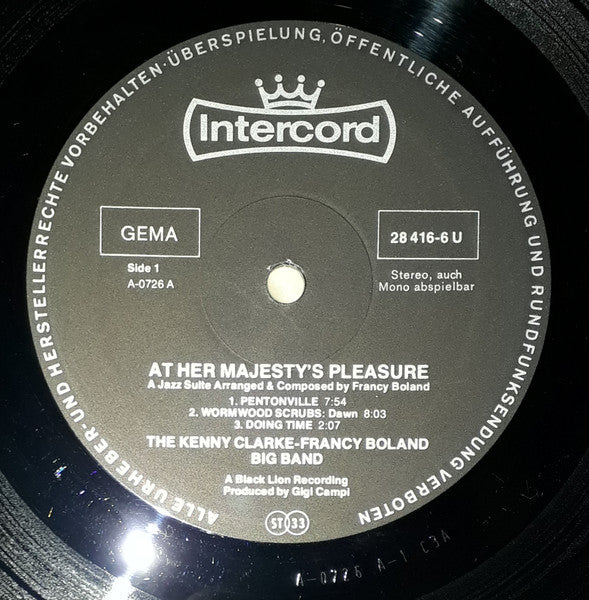 ALLE URHEBER-UND HERSTELLERRECHTE VORBEHALTEN·ÜBERSPIELUNG, ÖFFENTLICHE AUFFÜHRUNG UND RUNDFUNKSENDUNG VERBOTEN
Intercord
GEMA
28 416-6 U
Side 1
A-0726 A
Stereo, auch
Mono abspielbar
AT HER MAJESTY'S PLEASURE
A Jazz Suite Arranged & Composed by Francy Boland
1. PENTONVILLE 7:54
2. WORMWOOD SCRUBS: Dawn 8:03
3. DOING TIME 2:07
THE KENNY CLARKE-FRANCY BOLAND
BIG BAND
A Black Lion Recording
Produced by Gigi Campi
ST 33
A-0726 A-1